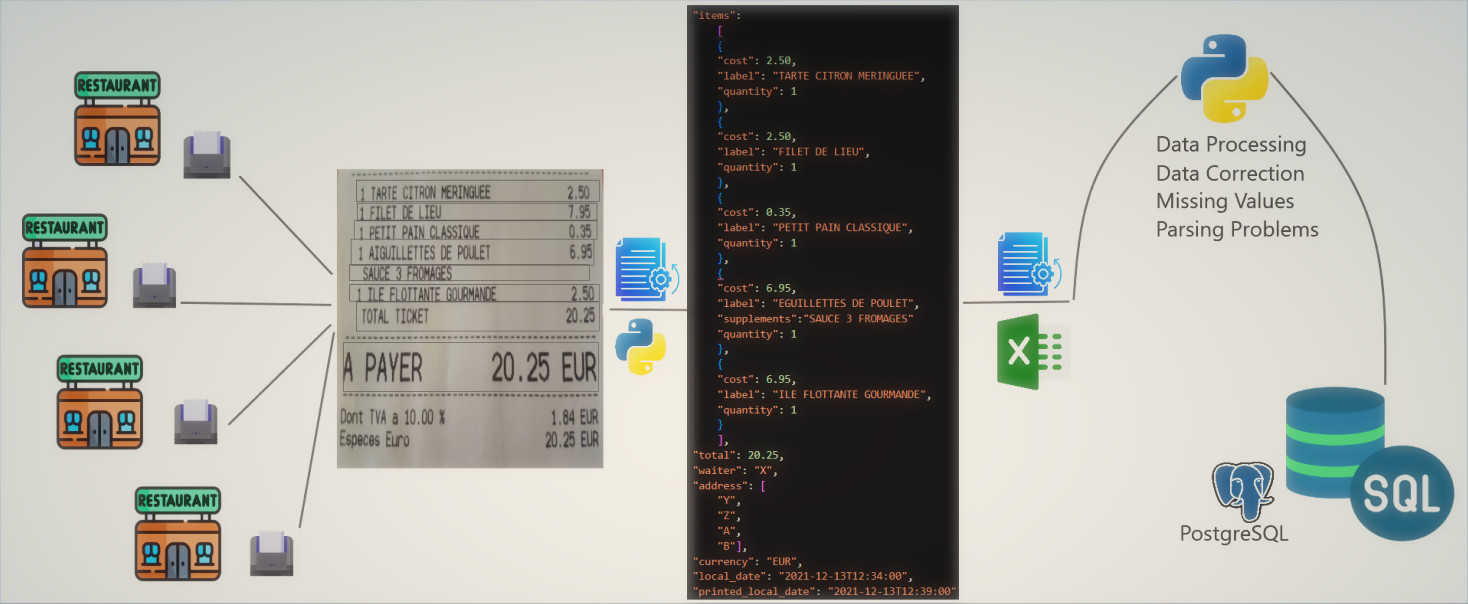 RESTAURANT
RESTAURANT
RESTAURANT
RESTAURANT
1 TARTE CITRON MERINGUEE 2.50
1 FILET DE LIEU 7.95
1 PETIT PAIN CLASSIQUE 0.35
1 AIGUILLETTES DE POULET 6.95
SAUCE 3 FROMAGES
1 ILE FLOTTANTE GOURMANDE 2.50
TOTAL TICKET 20.25
A PAYER 20.25 EUR
Dont TVA a 10.00 % 1.84 EUR
Especes Euro 20.25 EUR
"items":
[
{
"cost": 2.50,
"label": "TARTE CITRON MERINGUEE",
"quantity": 1
},
{
"cost": 2.50,
"label": "FILET DE LIEU",
"quantity": 1
},
{
"cost": 0.35,
"label": "PETIT PAIN CLASSIQUE",
"quantity": 1
},
{
"cost": 6.95,
"label": "EGUILLETTES DE POULET",
"supplements":"SAUCE 3 FROMAGES"
"quantity": 1
},
{
"cost": 6.95,
"label": "ILE FLOTTANTE GOURMANDE",
"quantity": 1
}
],
"total": 20.25,
"waiter": "X",
"address": [
"Y",
"Z",
"A",
"B"],
"currency": "EUR",
"local_date": "2021-12-13T12:34:00",
"printed_local_date": "2021-12-13T12:39:00"
X
Data Processing
Data Correction
Missing Values
Parsing Problems
SQL
PostgreSQL